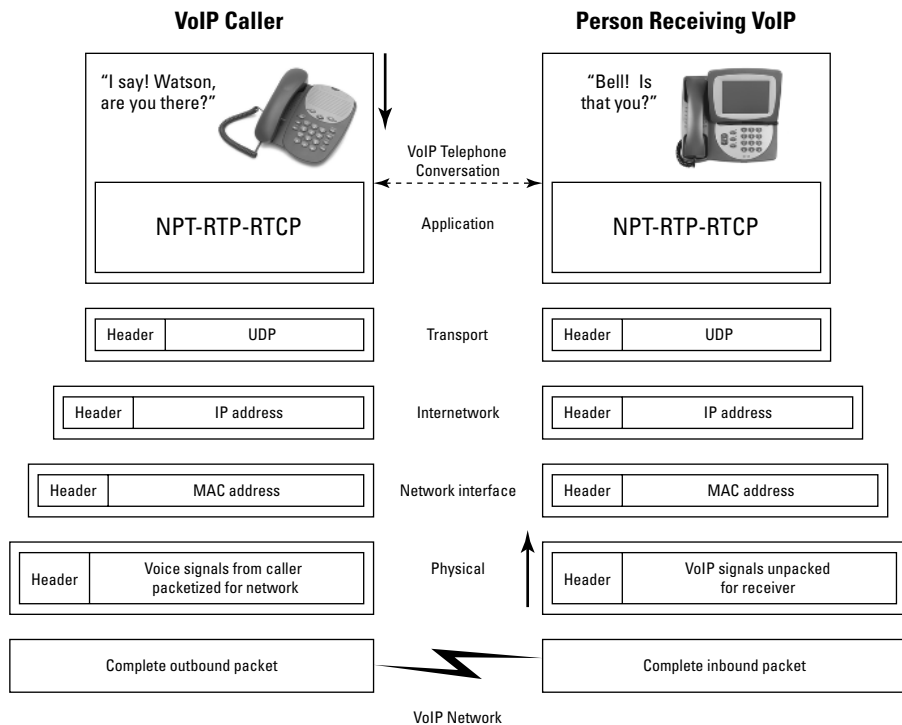 VoIP Caller
Person Receiving VoIP
“I say! Watson,
are you there?”
“Bell! Is
that you?”
VoIP Telephone
Conversation
NPT-RTP-RTCP
Application
NPT-RTP-RTCP
Header
UDP
Transport
Header
UDP
Header
IP address
Internetwork
Header
IP address
Header
MAC address
Network interface
Header
MAC address
Header
Voice signals from caller
packetized for network
Physical
Header
VoIP signals unpacked
for receiver
Complete outbound packet
Complete inbound packet
VoIP Network